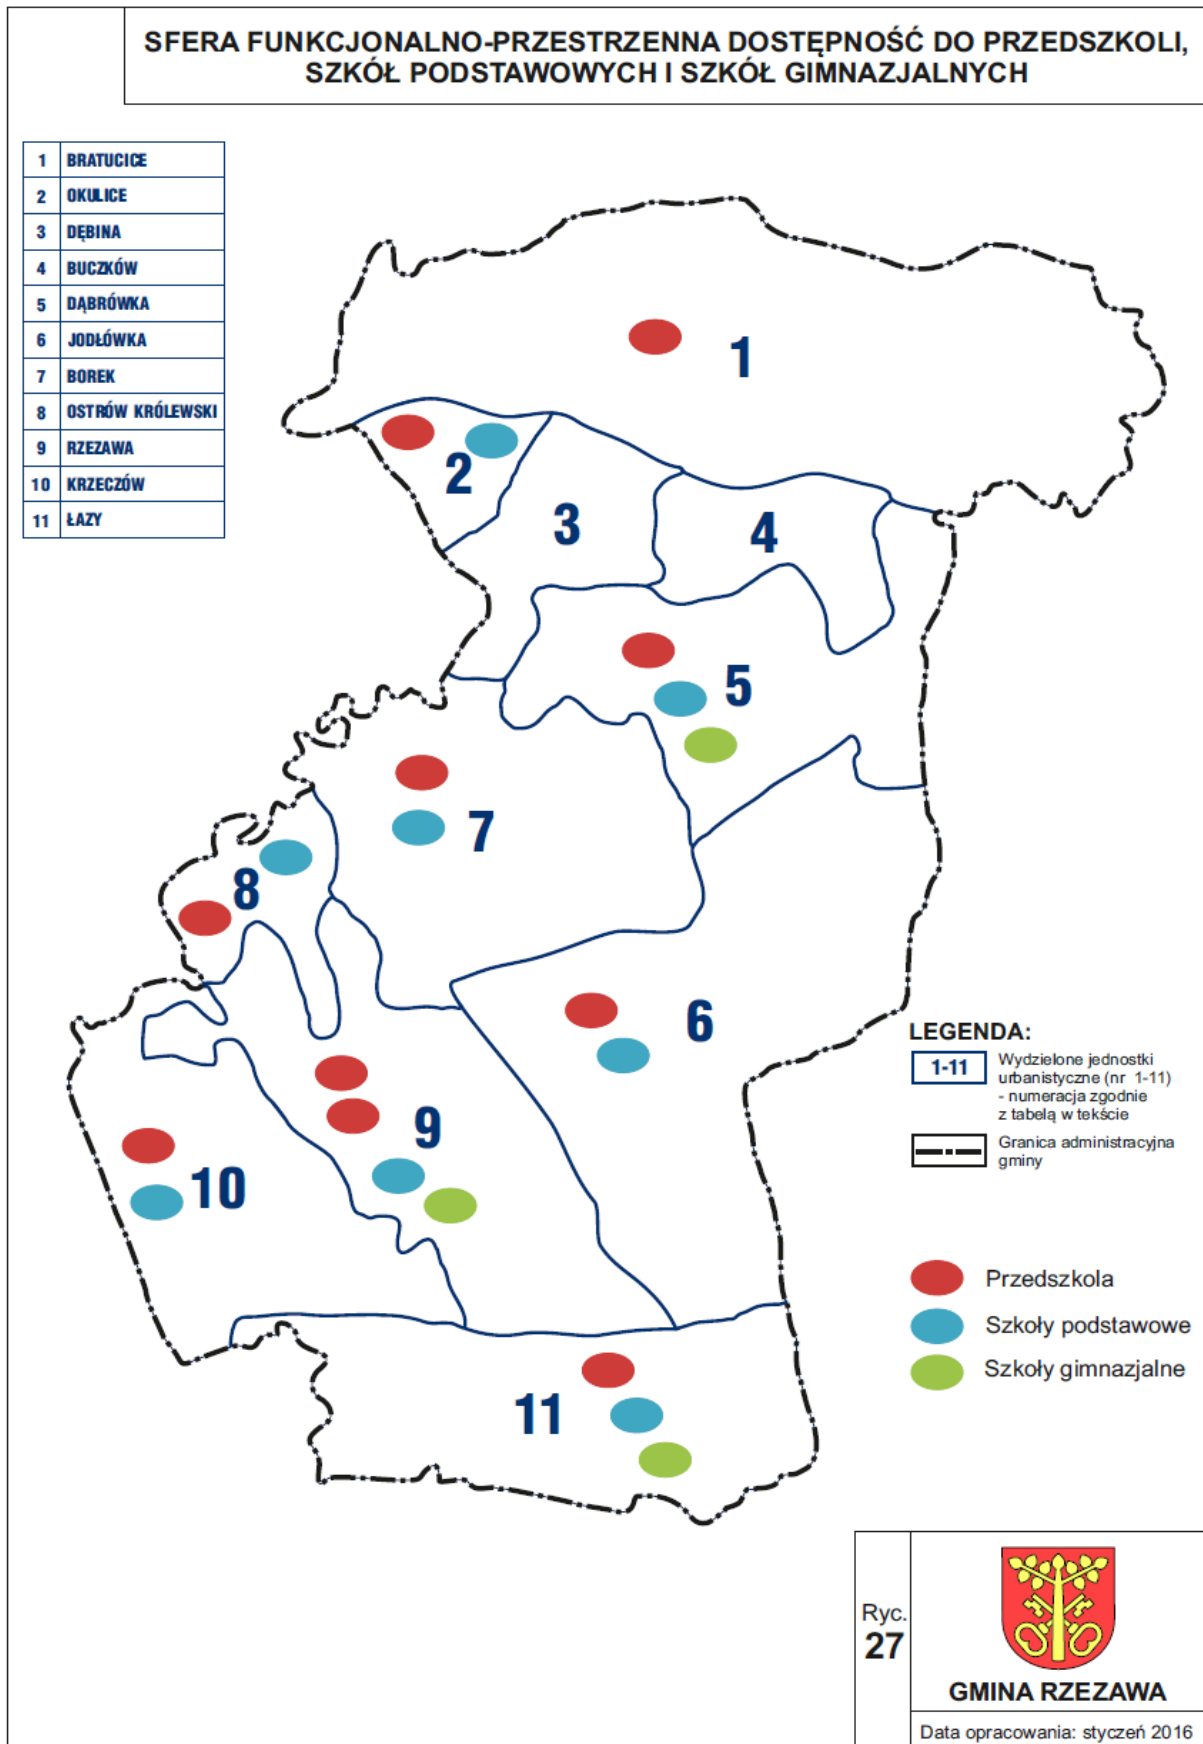 SFERA FUNKCJONALNO-PRZESTRZENNA DOSTĘPNOŚĆ DO PRZEDSZKOLI,
SZKÓŁ PODSTAWOWYCH I SZKÓŁ GIMNAZJALNYCH
1 BRATUCICE
2 OKULICE
3 DĘBINA
4 BUCZKÓW
5 DĄBRÓWKA
6 JODŁÓWKA
7 BOREK
8 OSTRÓW KRÓLEWSKI
9 RZEZAWA
10 KRZECZÓW
11 ŁAZY
1
2
3
4
5
7
8
6
9
10
11
LEGENDA:
1-11
Wydzielone jednostki
urbanistyczne (nr 1-11)
- numeracja zgodnie
z tabelą w tekście
Granica administracyjna
gminy
Przedszkola
Szkoły podstawowe
Szkoły gimnazjalne
Ryc.
27
GMINA RZEZAWA
Data opracowania: styczeń 2016